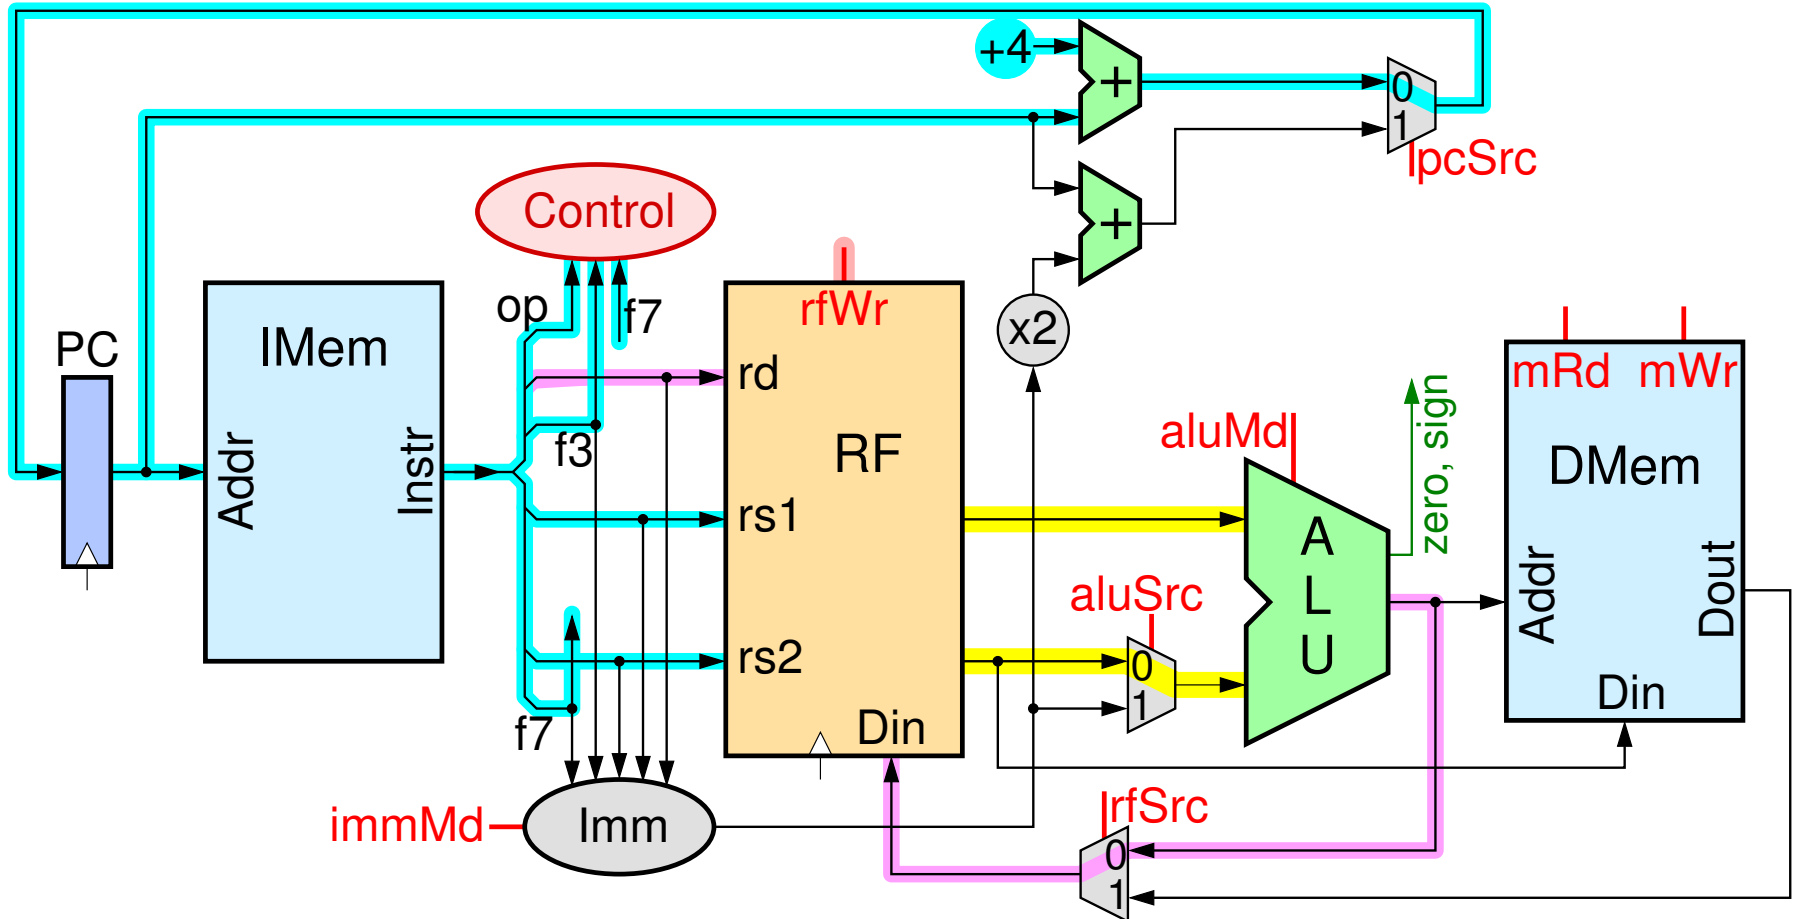 +4
+
0
1
pcSrc
Control
+
op
f7
rfWr
x2
PC
IMem
rd
mRd
mWr
zero, sign
aluMd
f3
RF
DMem
Addr
Instr
rs1
A
L
U
Addr
Dout
aluSrc
rs2
0
1
Din
f7
Din
immMd
Imm
rfSrc
0
1